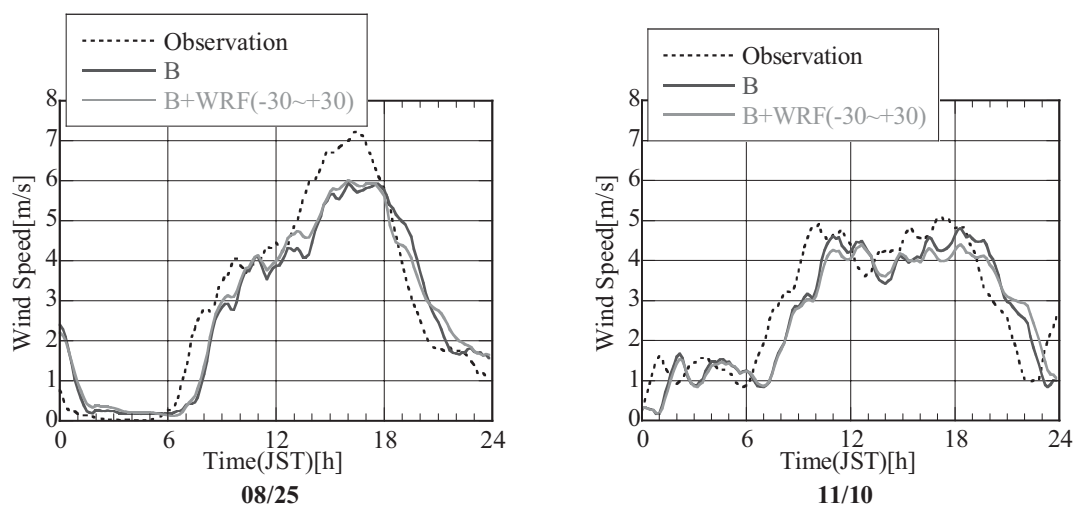 Observation
B
B+WRF(-30~+30)
Wind Speed[m/s]
8
7
6
5
4
3
2
1
0
0 6 12 18 24
Time(JST)[h]
08/25
Observation
B
B+WRF(-30~+30)
Wind Speed[m/s]
8
7
6
5
4
3
2
1
0
0 6 12 18 24
Time(JST)[h]
11/10